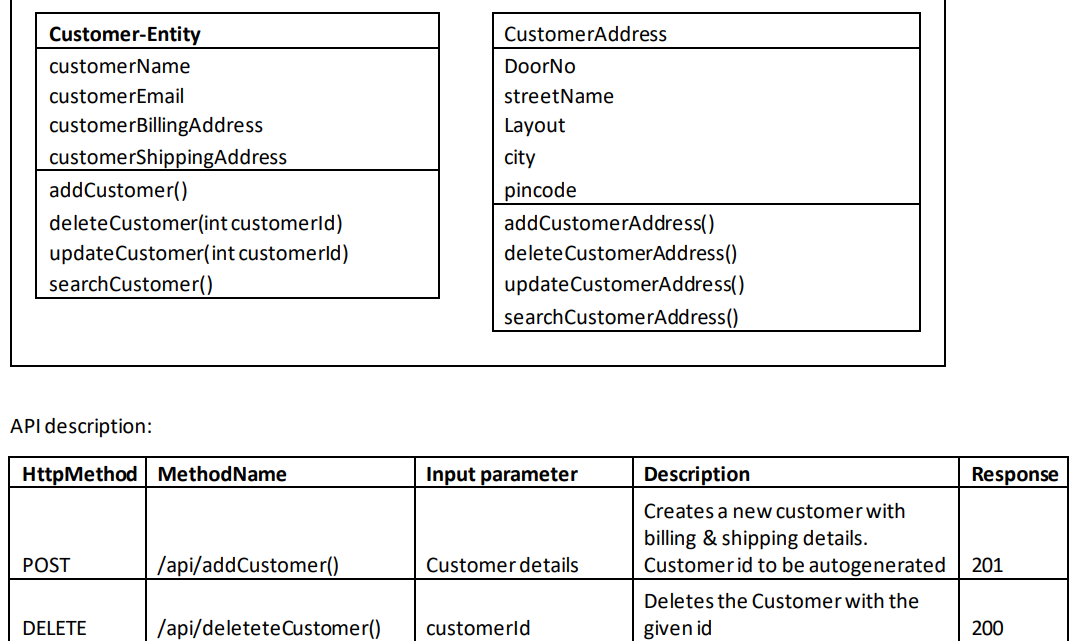 Customer-Entity
customerName
customerEmail
customerBillingAddress
customerShippingAddress
addCustomer()
deleteCustomer(int customerId)
updateCustomer(int customerId)
searchCustomer()
CustomerAddress
DoorNo
streetName
Layout
city
pincode
addCustomerAddress()
deleteCustomerAddress()
updateCustomerAddress()
searchCustomerAddress()
API description:
HttpMethod MethodName Input parameter Description Response
Creates a new customer with
billing & shipping details.
POST /api/addCustomer() Customer details Customer id to be autogenerated 201
Deletes the Customer with the
DELETE /api/deleteteCustomer() customerId given id 200